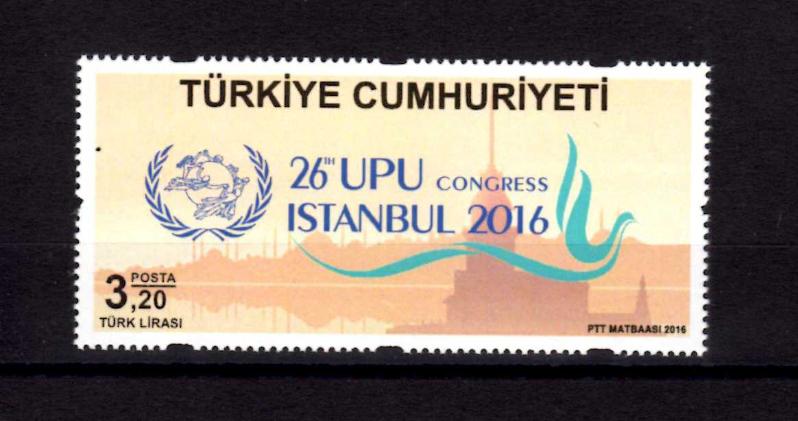 TÜRKİYE CUMHURİYETİ
26TH UPU CONGRESS
ISTANBUL 2016
POSTA
3,20
TÜRK LİRASI
PTT MATBAASI 2016